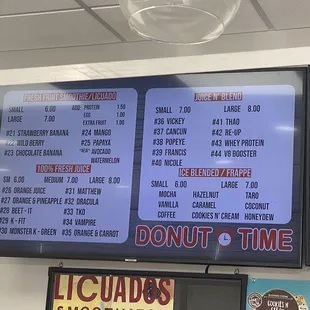 LICUADOS
FRESH FRUIT SMOOTHIE/LICUADO
SMALL 6.00 ADD: PROTEIN 1.50
LARGE 7.00 EGG 1.00
EXTRA FRUIT 1.00
#21 STRAWBERRY BANANA #24 MANGO
#22 WILD BERRY #25 PAPAYA
#23 CHOCOLATE BANANA *AVOCADO
WATERMELON
100% FRESH JUICE
SM 6.00 MEDIUM 7.00 LARGE 8.00
#26 ORANGE JUICE #31 MATTHEW
#27 ORANGE & PINEAPPLE #32 DRACULA
#28 BEET - IT #33 TKO
#29 K - FIT #34 VAMPIRE
#30 MONSTER K - GREEN #35 ORANGE & CARROT
JUICE N' BLEND
SMALL 7.00 LARGE 8.00
#36 VICKEY #41 THAO
#37 CANCUN #42 RE-UP
#38 POPEYE #43 WHEY PROTEIN
#39 FRANCIS #44 V8 BOOSTER
#40 NICOLE
ICE BLENDED / FRAPPE
SMALL 6.00 LARGE 7.00
MOCHA HAZELNUT TARO
VANILLA CARAMEL COCONUT
COFFEE COOKIES N' CREAM HONEYDEW
DONUT TIME
LICUADOS
SMOOTHIES
COOKIES N'
CREAM